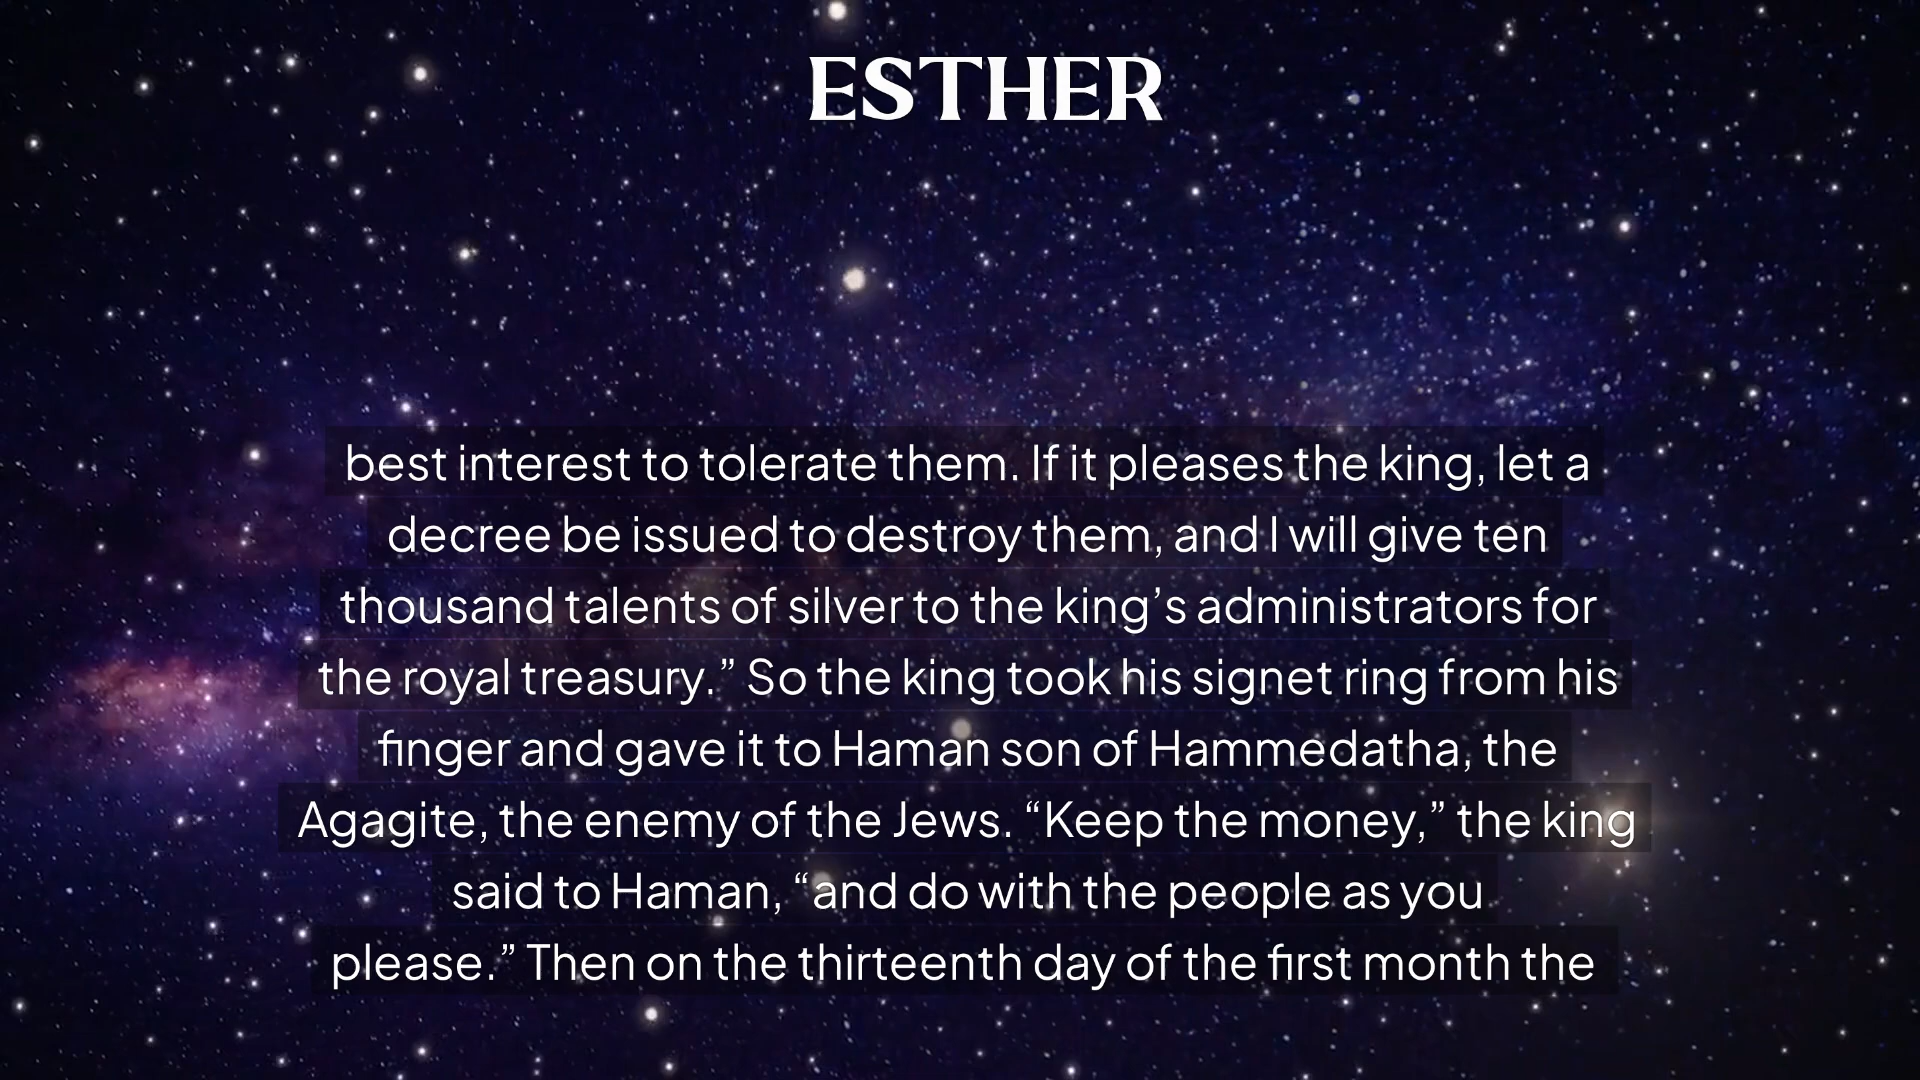 ESTHER
best interest to tolerate them. If it pleases the king, let a
decree be issued to destroy them, and I will give ten
thousand talents of silver to the king’s administrators for
the royal treasury.” So the king took his signet ring from his
finger and gave it to Haman son of Hammedatha, the
Agagite, the enemy of the Jews. “Keep the money,” the king
said to Haman, “and do with the people as you
please.” Then on the thirteenth day of the first month the